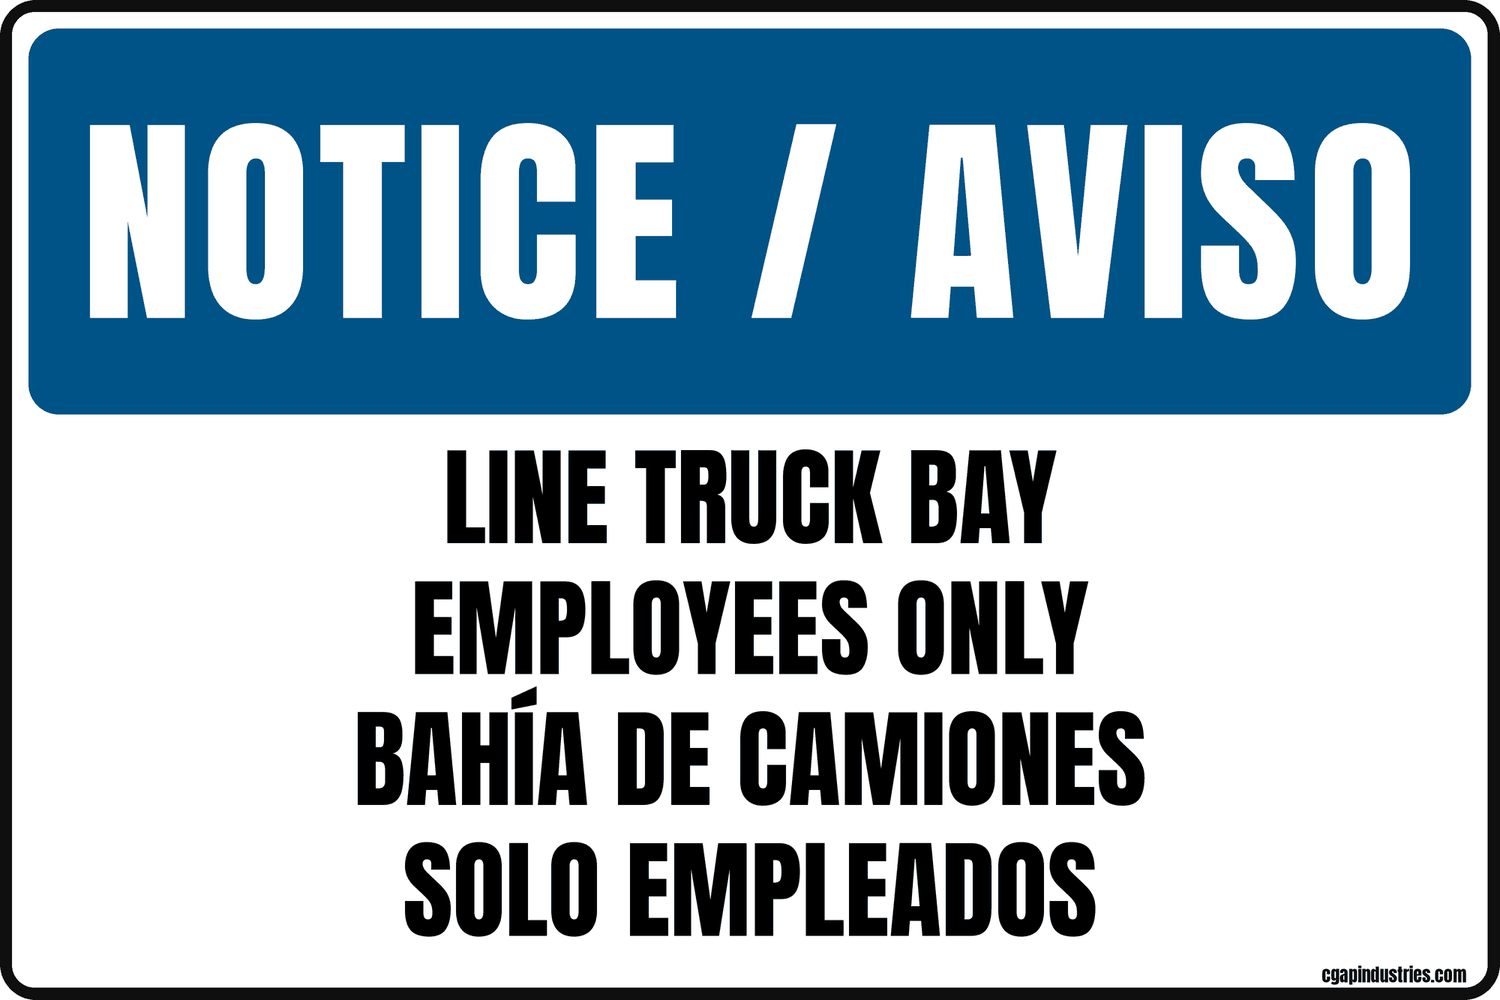 NOTICE / AVISO
LINE TRUCK BAY
EMPLOYEES ONLY
BAHÍA DE CAMIONES
SOLO EMPLEADOS
cgapindustries.com